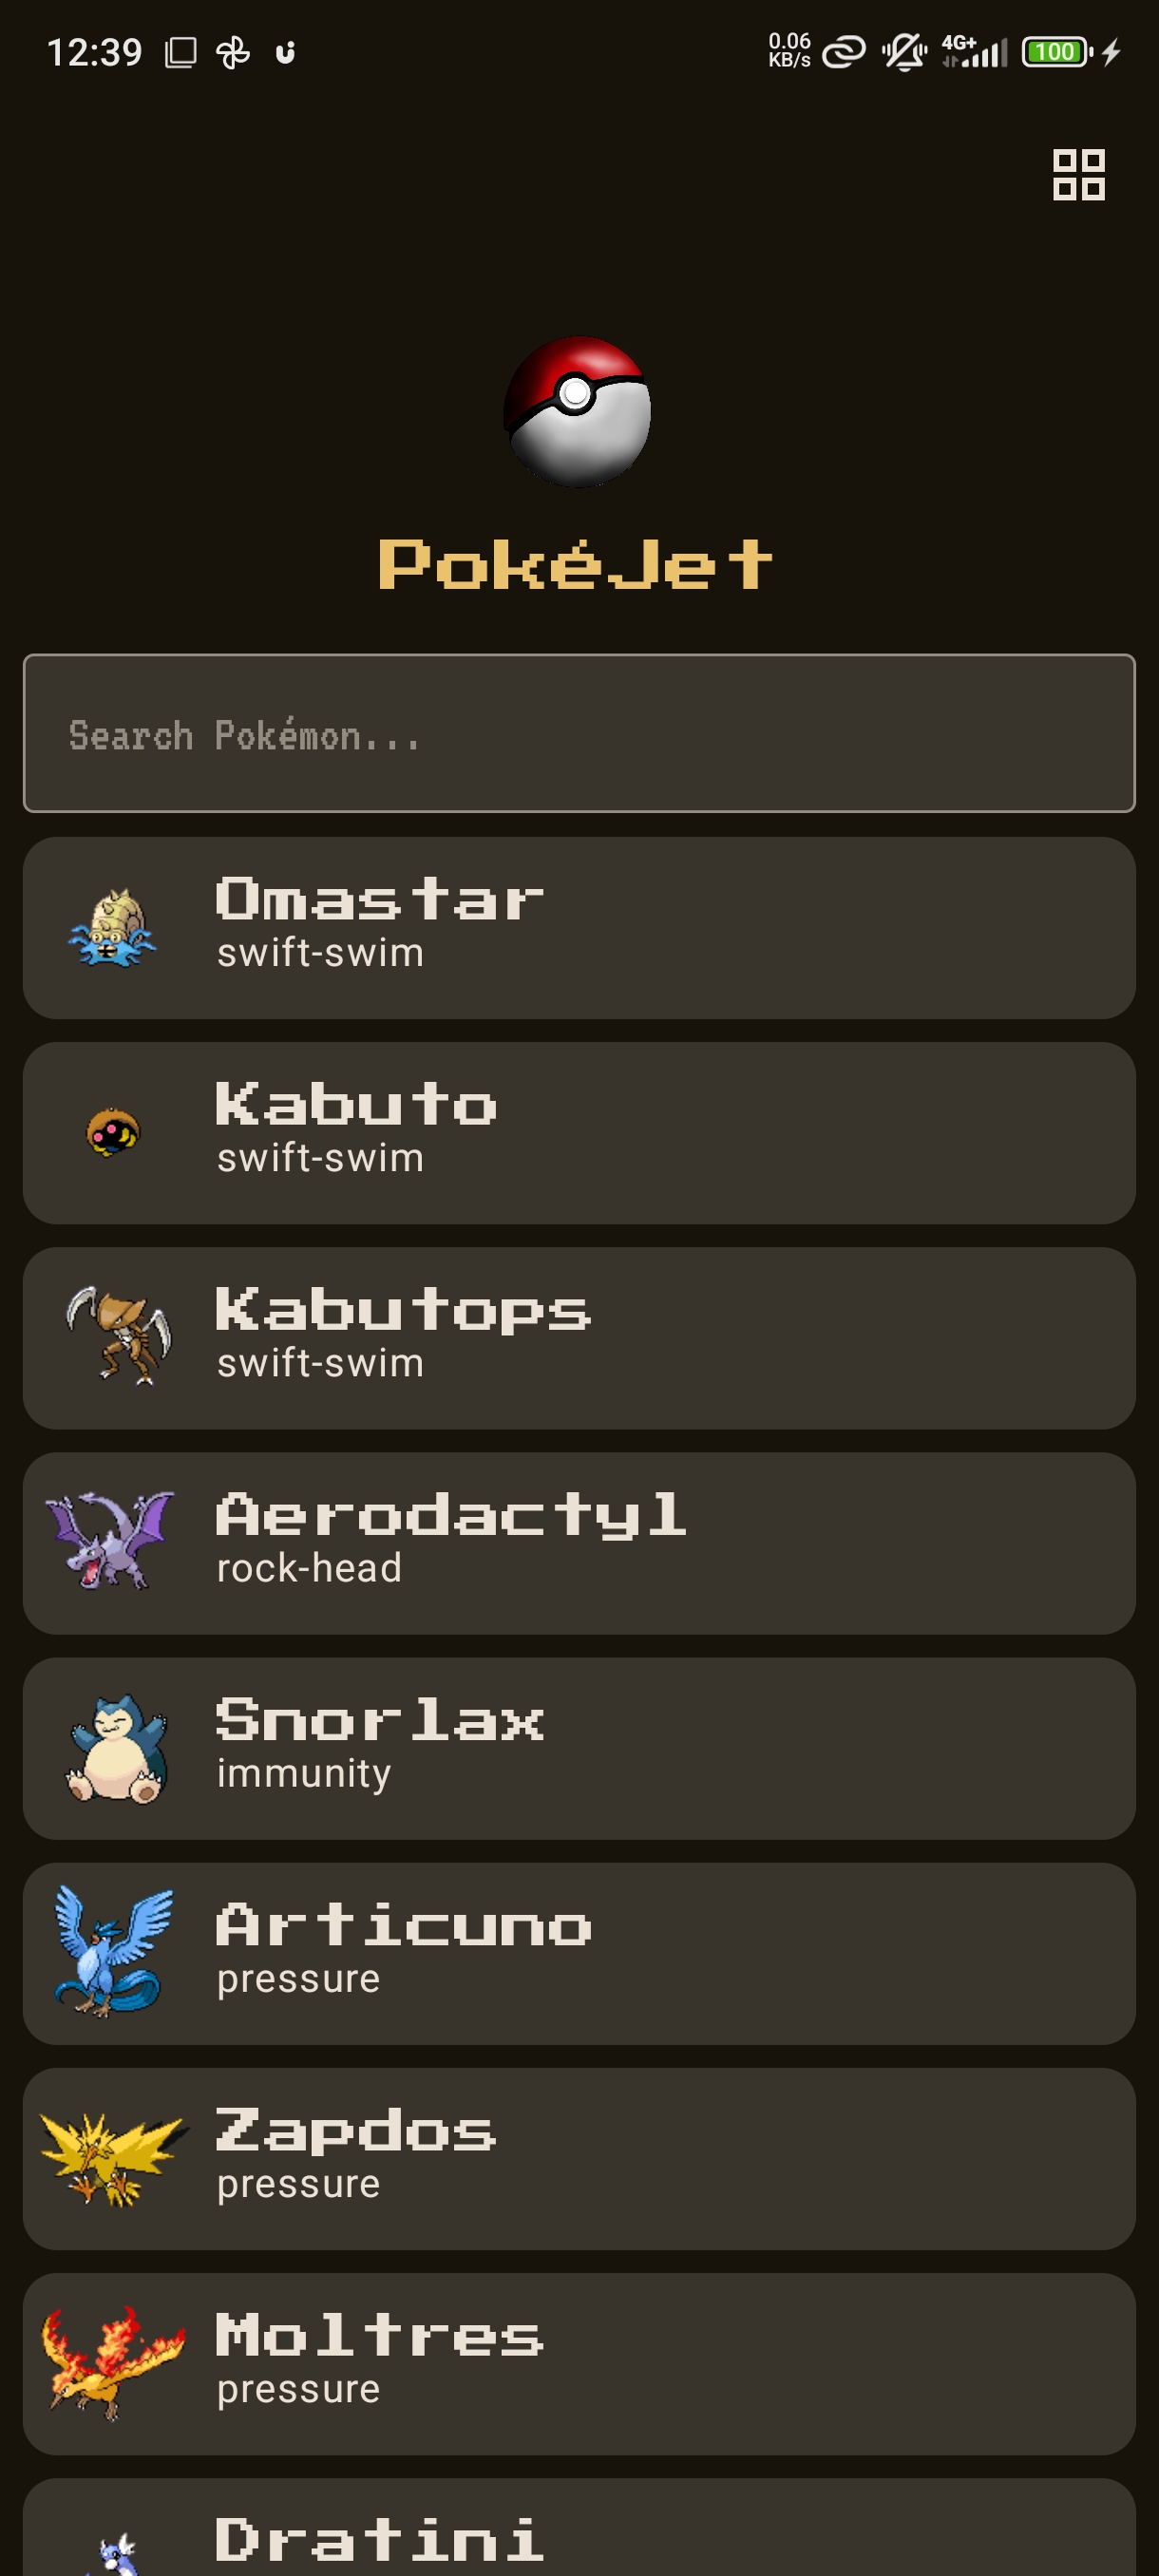 12:39
0.06
KB/s
4G+
100
PokéJet
Search Pokémon...
Omastar
swift-swim
Kabuto
swift-swim
Kabutops
swift-swim
Aerodactyl
rock-head
Snorlax
immunity
Articuno
pressure
Zapdos
pressure
Moltres
pressure
Dratini